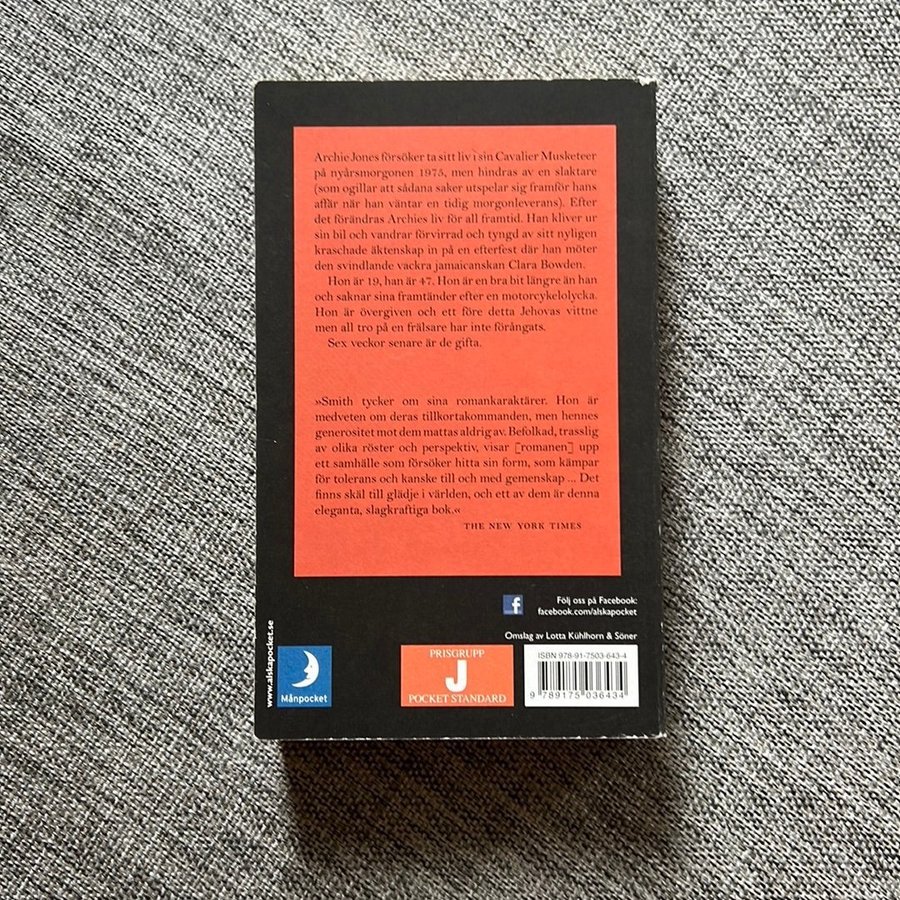 Archie Jones försöker ta sitt liv i sin Cavalier Musketeer
på nyårsmorgonen 1975, men hindras av en slaktare
(som ogillar att sådana saker utspelar sig framför hans
affär när han väntar en tidig morgonleverans). Efter
det förändras Archies liv för all framtid. Han kliver ur
sin bil och vandrar förvirrad och tyngd av sitt nyligen
kraschade äktenskap in på en efterfest där han möter
den svindlande vackra jamaicanskan Clara Bowden.
Hon är 19, han är 47. Hon är en bra bit längre än han
och saknar sina framtänder efter en motorcykelolycka.
Hon är övergiven och ett före detta Jehovas vittne
men all tro på en frälsare har inte förångats.
Sex veckor senare är de gifta.
»Smith tycker om sina romankaraktärer. Hon är
medveten om deras tillkortakommanden, men hennes
generositet mot dem mattas aldrig av. Befolkad, trasslig
av olika röster och perspektiv, visar [romanen] upp
ett samhälle som försöker hitta sin form, som kämpar
för tolerans och kanske till och med gemenskap ... Det
finns skäl till glädje i världen, och ett av dem är denna
eleganta, slagkraftiga bok.«
THE NEW YORK TIMES
f
Följ oss på Facebook:
facebook.com/alskapocket
Omslag av Lotta Kühlhorn & Söner
www.alskapocket.se
Månpocket
PRISGRUPP
J
POCKET STANDARD
ISBN 978-91-7503-643-4
9 789175 036434